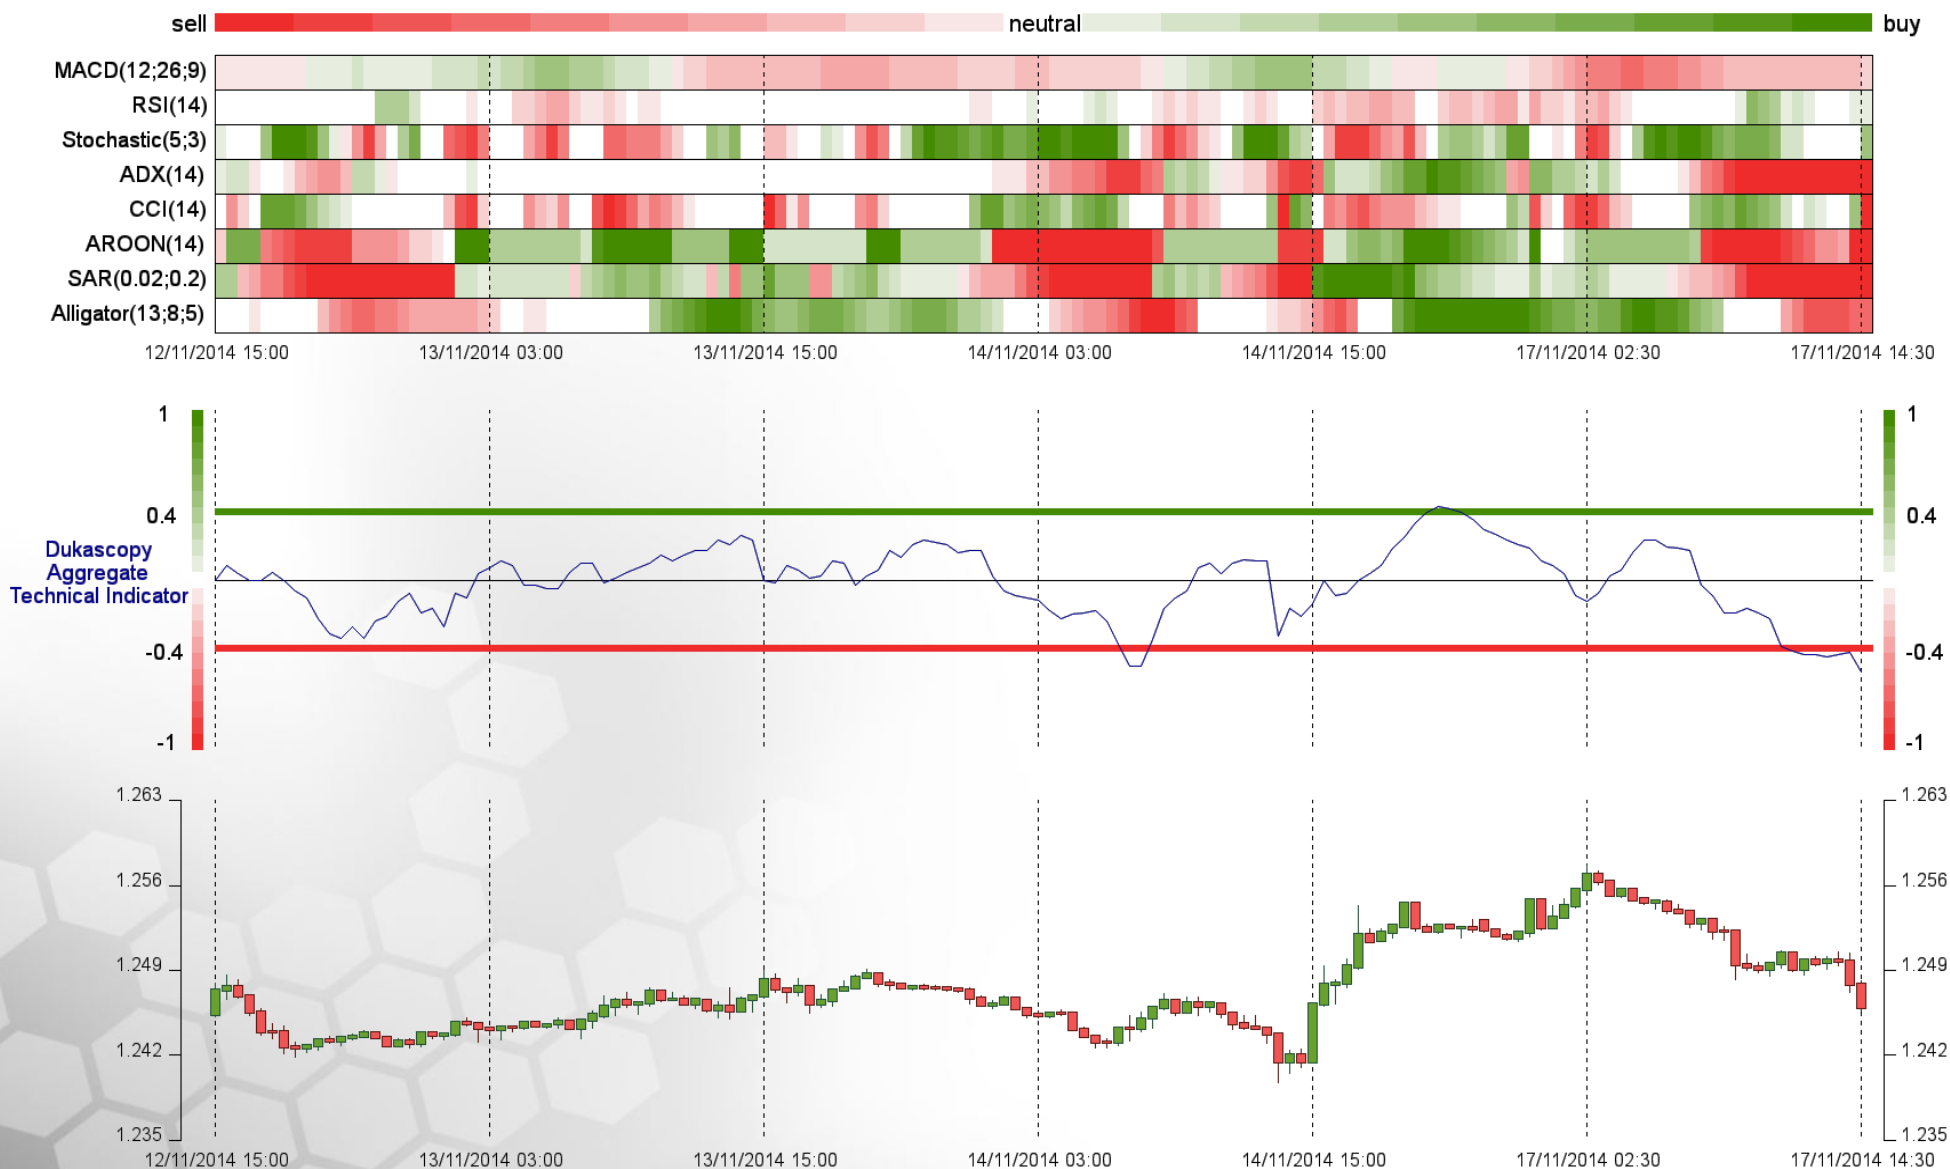 sell neutral buy
MACD(12;26;9)
RSI(14)
Stochastic(5;3)
ADX(14)
CCI(14)
AROON(14)
SAR(0.02;0.2)
Alligator(13;8;5)
12/11/2014 15:00 13/11/2014 03:00 13/11/2014 15:00 14/11/2014 03:00 14/11/2014 15:00 17/11/2014 02:30 17/11/2014 14:30
1 1
0.4 0.4
Dukascopy
Aggregate
Technical Indicator
-0.4 -0.4
-1 -1
1.263 1.263
1.256 1.256
1.249 1.249
1.242 1.242
1.235 1.235
12/11/2014 15:00 13/11/2014 03:00 13/11/2014 15:00 14/11/2014 03:00 14/11/2014 15:00 17/11/2014 02:30 17/11/2014 14:30